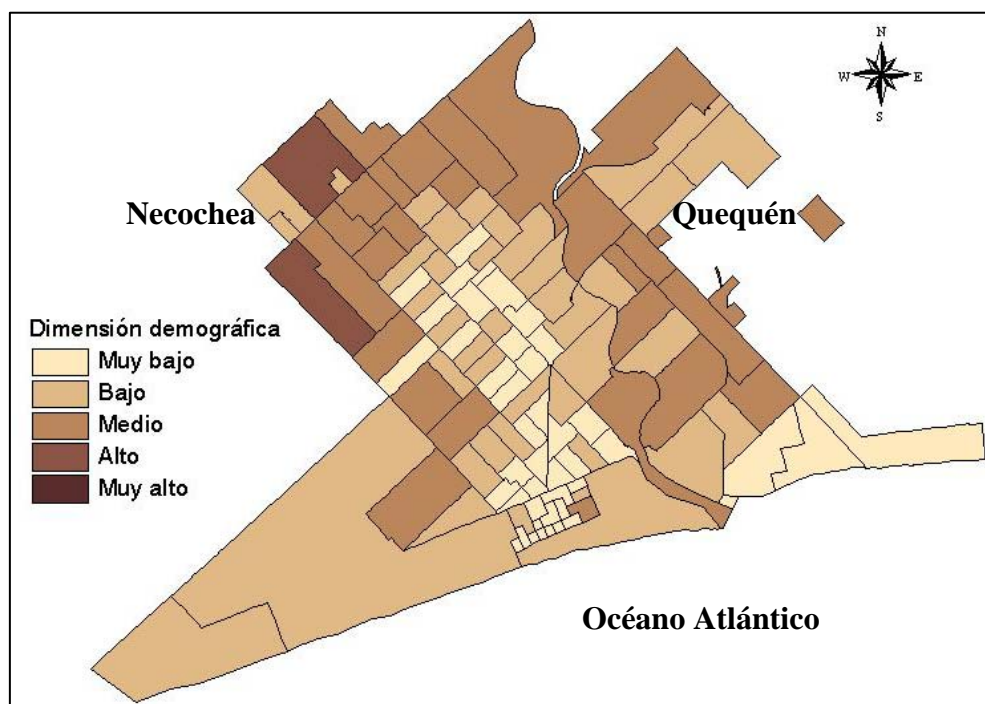 N
W E
S
Necochea
Quequén
Dimensión demográfica
Muy bajo
Bajo
Medio
Alto
Muy alto
Océano Atlántico